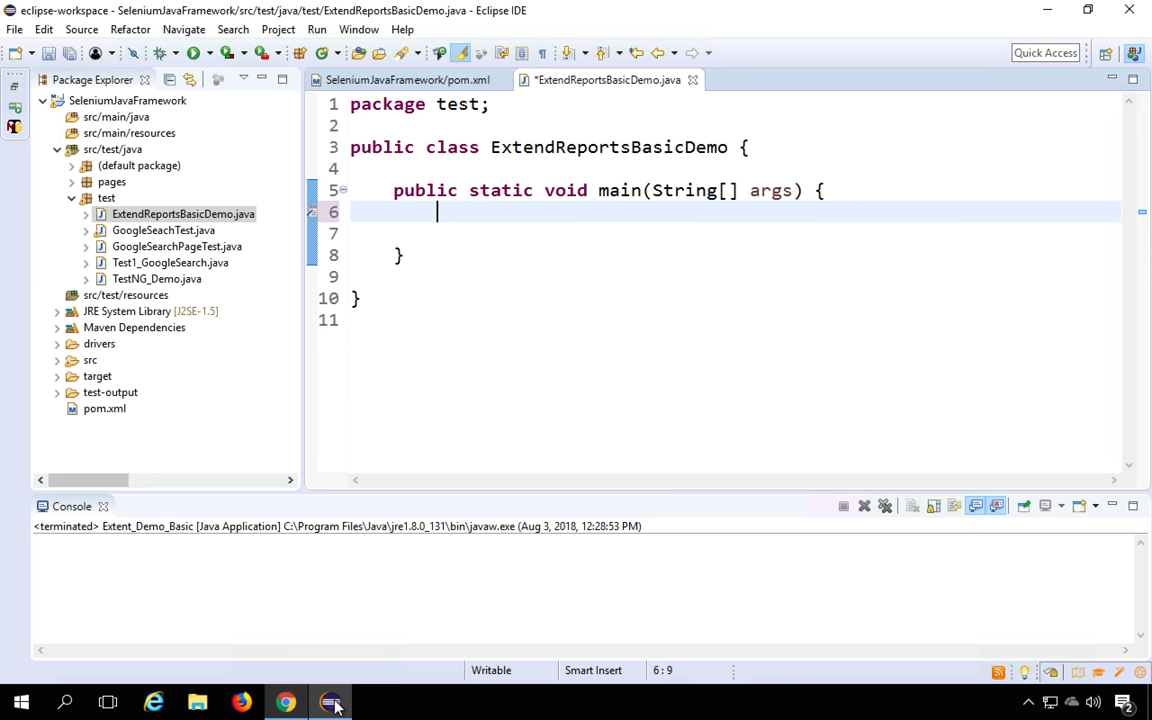 eclipse-workspace - SeleniumJavaFramework/src/test/java/test/ExtendReportsBasicDemo.java - Eclipse IDE
File Edit Source Refactor Navigate Search Project Run Window Help
Quick Access
Package Explorer
SeleniumJavaFramework/pom.xml
*ExtendReportsBasicDemo.java
SeleniumJavaFramework
src/main/java
src/main/resources
src/test/java
(default package)
pages
test
ExtendReportsBasicDemo.java
GoogleSeachTest.java
GoogleSearchPageTest.java
Test1_GoogleSearch.java
TestNG_Demo.java
src/test/resources
JRE System Library [J2SE-1.5]
Maven Dependencies
drivers
src
target
test-output
pom.xml
1 package test;
2
3 public class ExtendReportsBasicDemo {
4
5 public static void main(String[] args) {
6
7
8 }
9
10 }
11
Console
<terminated> Extent_Demo_Basic [Java Application] C:\Program Files\Java\jre1.8.0_131\bin\javaw.exe (Aug 3, 2018, 12:28:53 PM)
Writable Smart Insert 6 : 9
2